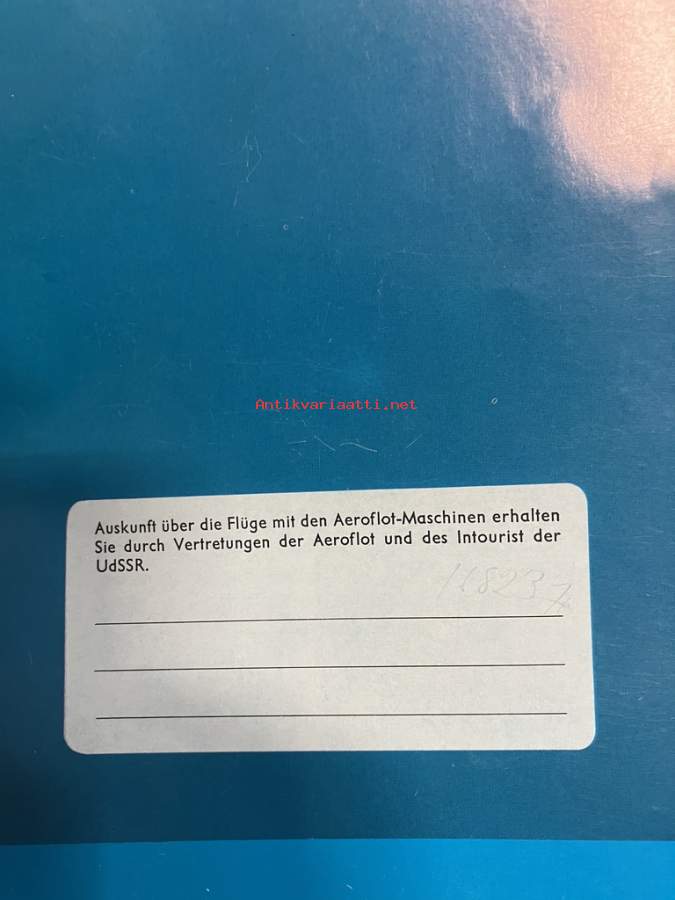 Antikvariaatti.net
Auskunft über die Flüge mit den Aeroflot-Maschinen erhalten
Sie durch Vertretungen der Aeroflot und des Intourist der
UdSSR.